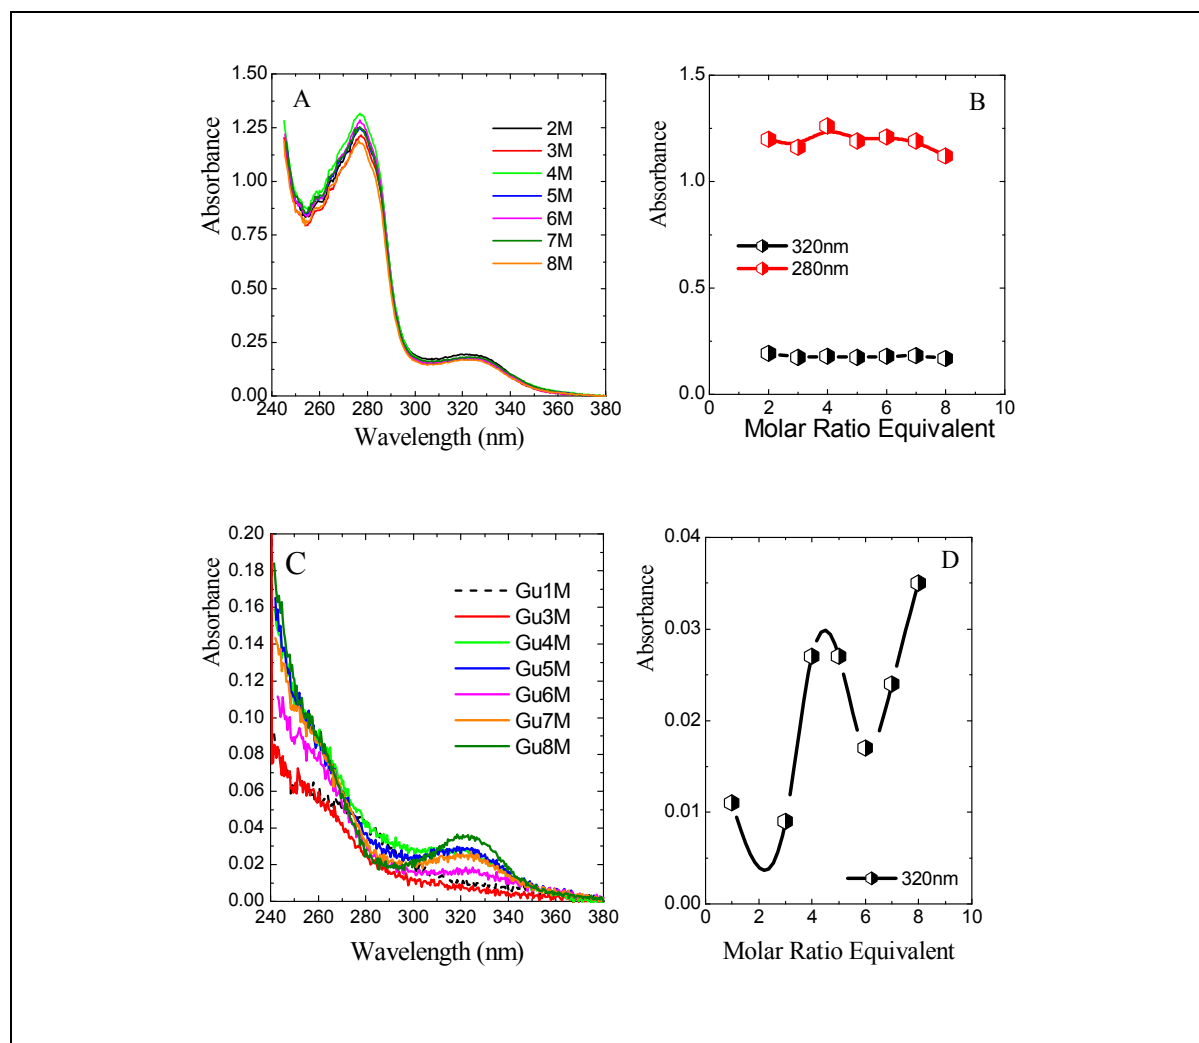 A
1.50
1.25
1.00
0.75
0.50
0.25
0.00
Absorbance
2M
3M
4M
5M
6M
7M
8M
240 260 280 300 320 340 360 380
Wavelength (nm)
B
1.5
1.0
0.5
0.0
Absorbance
320nm
280nm
0 2 4 6 8 10
Molar Ratio Equivalent
C
0.20
0.18
0.16
0.14
0.12
0.10
0.08
0.06
0.04
0.02
0.00
Absorbance
Gu1M
Gu3M
Gu4M
Gu5M
Gu6M
Gu7M
Gu8M
240 260 280 300 320 340 360 380
Wavelength (nm)
D
0.04
0.03
0.02
0.01
0.00
Absorbance
320nm
0 2 4 6 8 10
Molar Ratio Equivalent